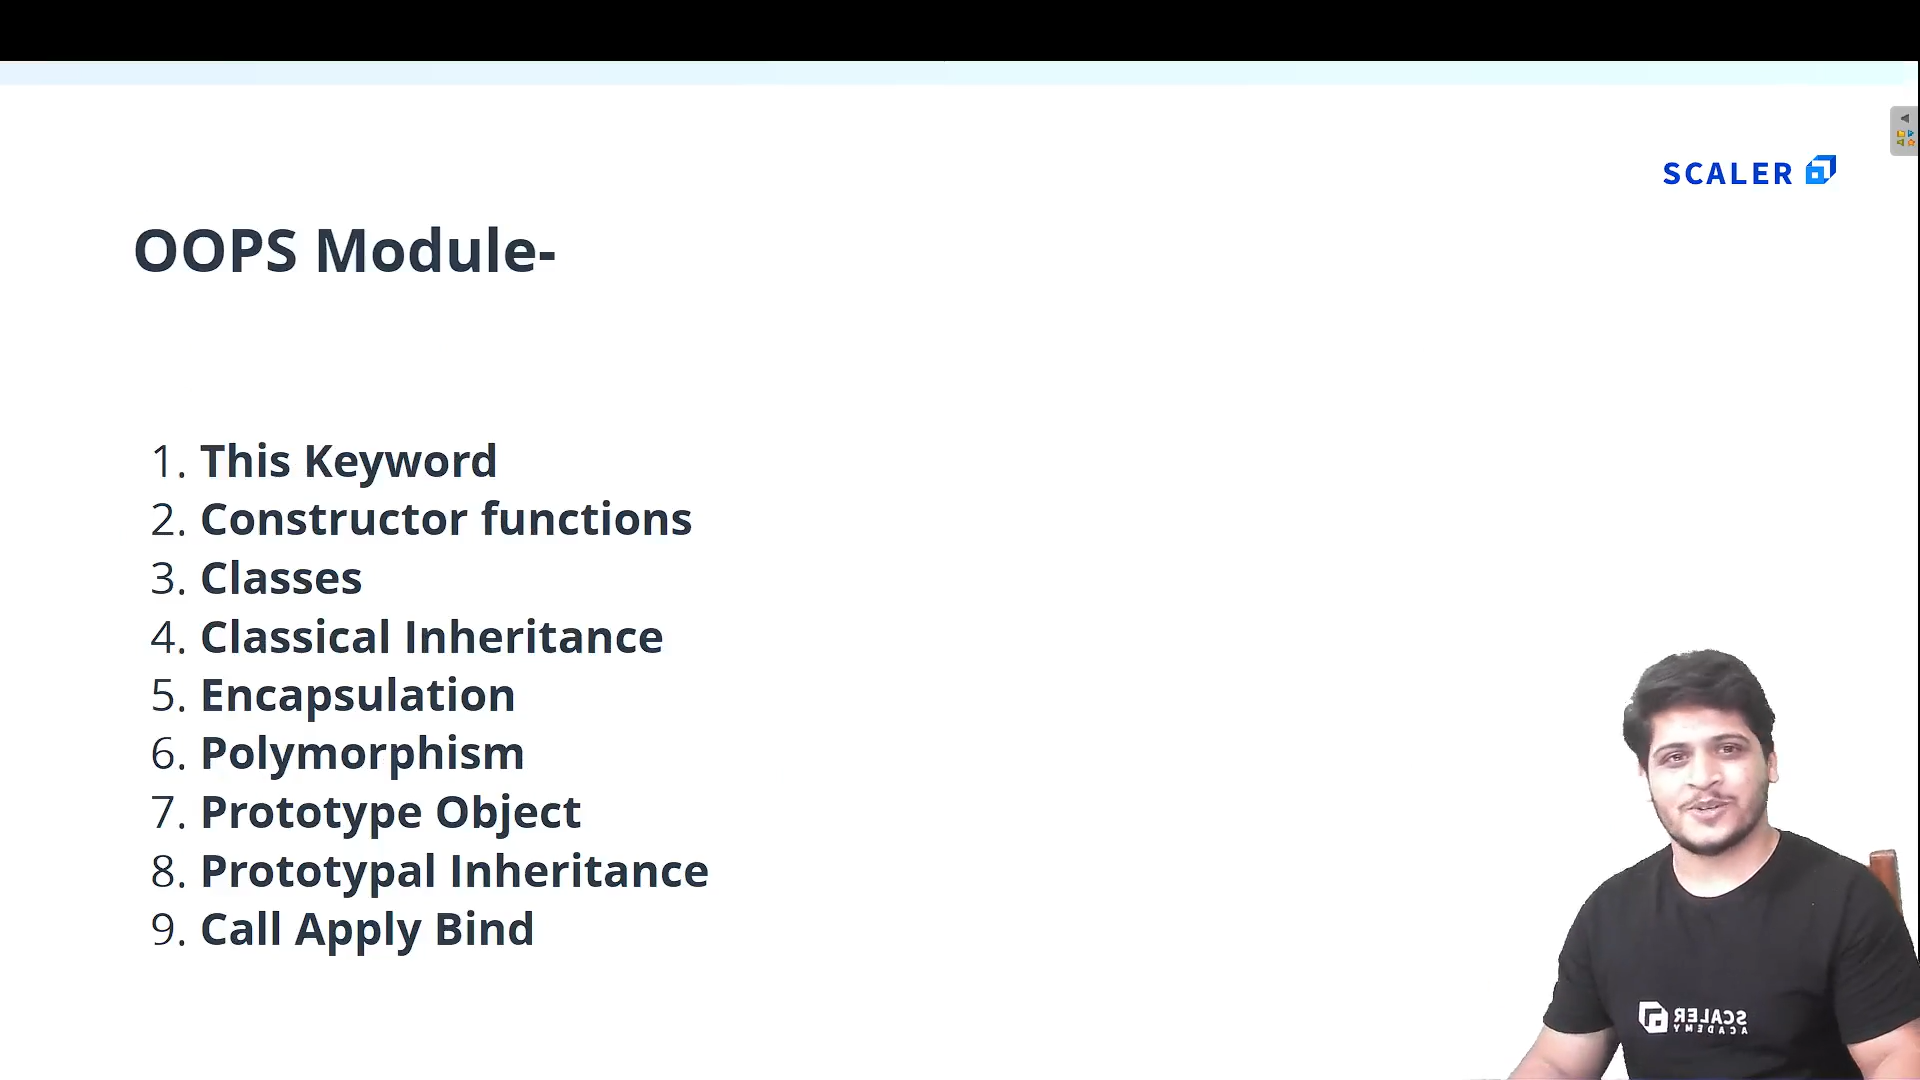 SCALER
OOPS Module-
1. This Keyword
2. Constructor functions
3. Classes
4. Classical Inheritance
5. Encapsulation
6. Polymorphism
7. Prototype Object
8. Prototypal Inheritance
9. Call Apply Bind
SCALER
ACADEMY